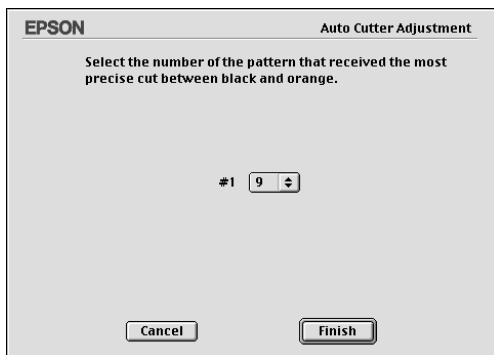 EPSON Auto Cutter Adjustment
Select the number of the pattern that received the most
precise cut between black and orange.
#1 9
Cancel Finish